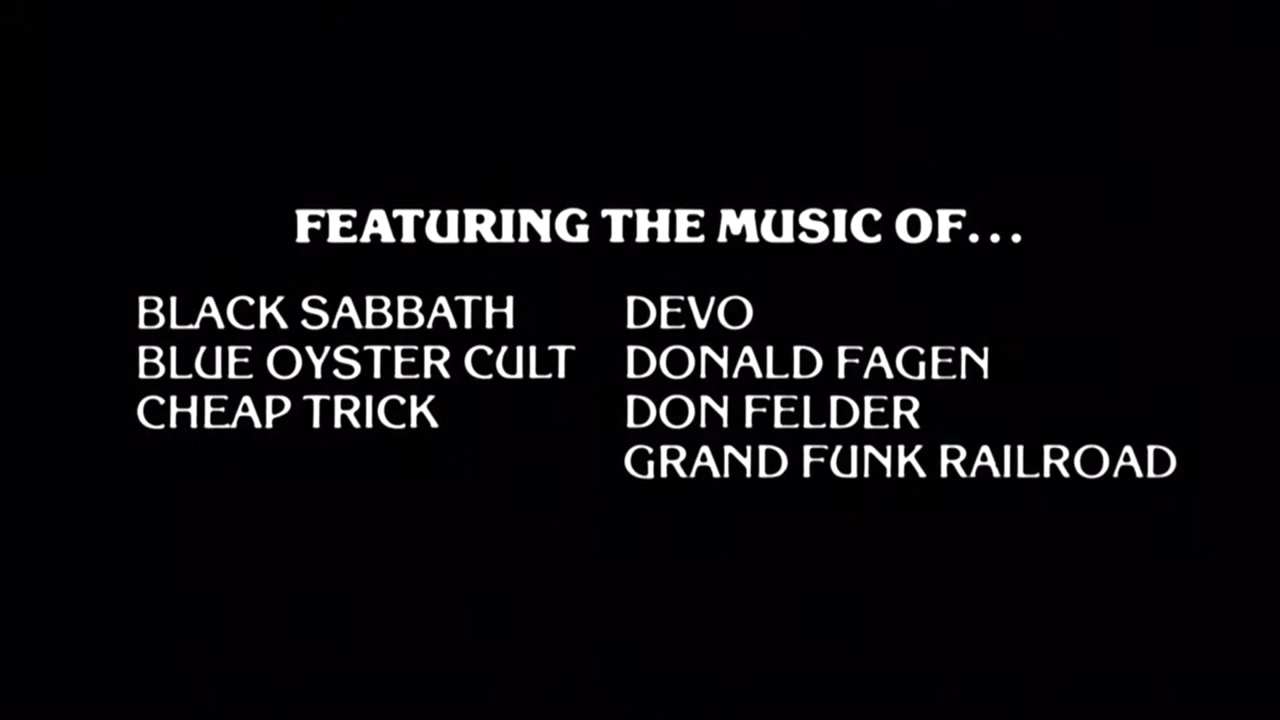 FEATURING THE MUSIC OF...
BLACK SABBATH
BLUE OYSTER CULT
CHEAP TRICK
DEVO
DONALD FAGEN
DON FELDER
GRAND FUNK RAILROAD